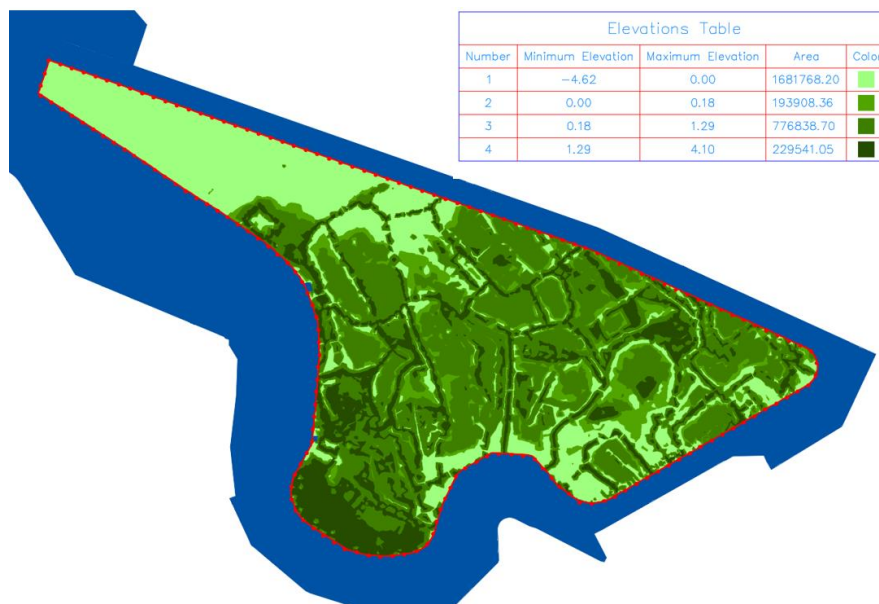 Elevations Table
Number Minimum Elevation Maximum Elevation Area Color
1 -4.62 0.00 1681768.20
2 0.00 0.18 193908.36
3 0.18 1.29 776838.70
4 1.29 4.10 229541.05